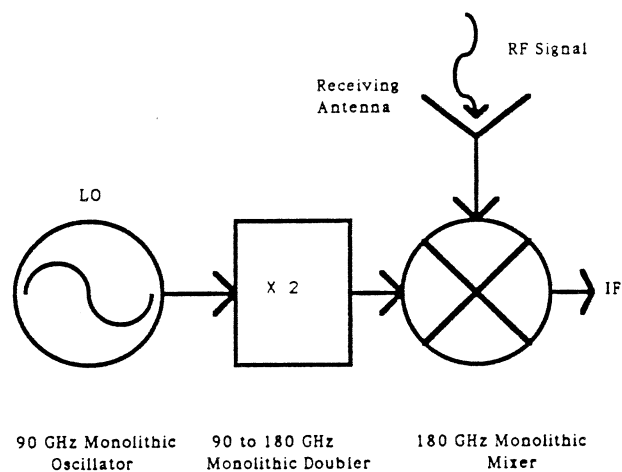 RF Signal
Receiving
Antenna
LO
X 2
IF
90 GHz Monolithic
Oscillator
90 to 180 GHz
Monolithic Doubler
180 GHz Monolithic
Mixer